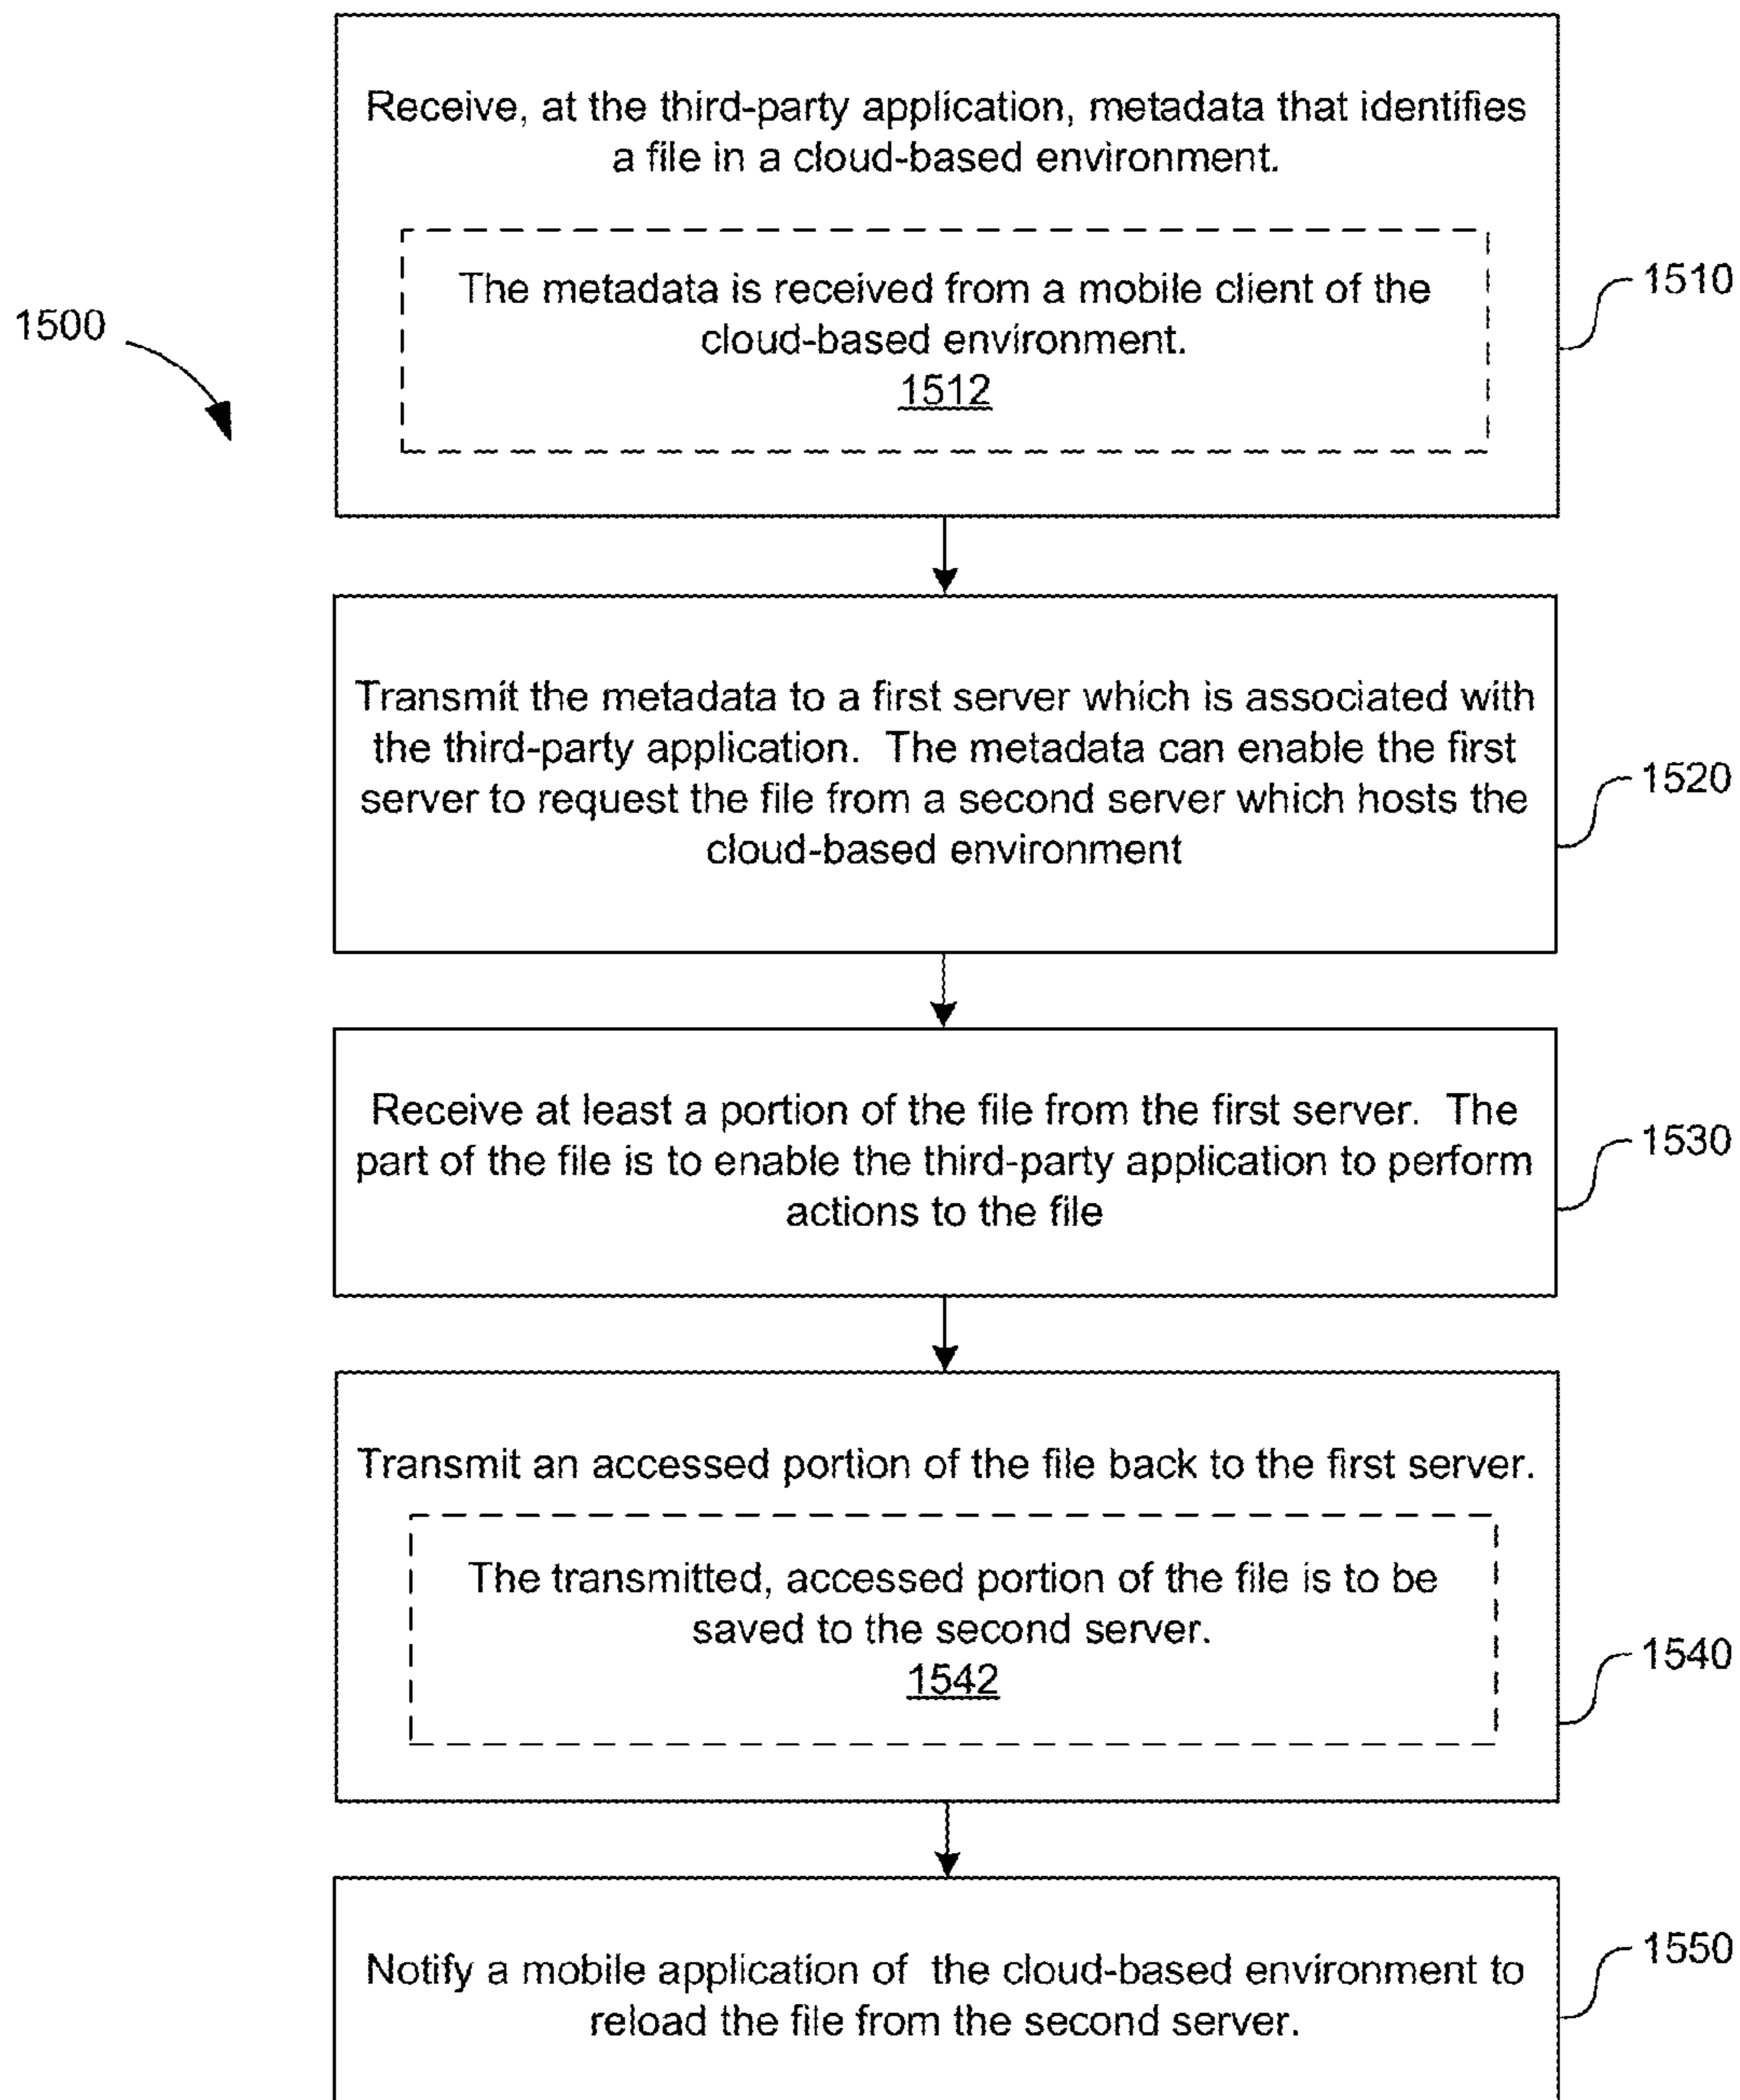 Receive, at the third-party application, metadata that identifies
a file in a cloud-based environment.
The metadata is received from a mobile client of the
cloud-based environment.
1512
1510
1500
Transmit the metadata to a first server which is associated with
the third-party application. The metadata can enable the first
server to request the file from a second server which hosts the
cloud-based environment
1520
Receive at least a portion of the file from the first server. The
part of the file is to enable the third-party application to perform
actions to the file
1530
Transmit an accessed portion of the file back to the first server.
The transmitted, accessed portion of the file is to be
saved to the second server.
1542
1540
Notify a mobile application of the cloud-based environment to
reload the file from the second server.
1550